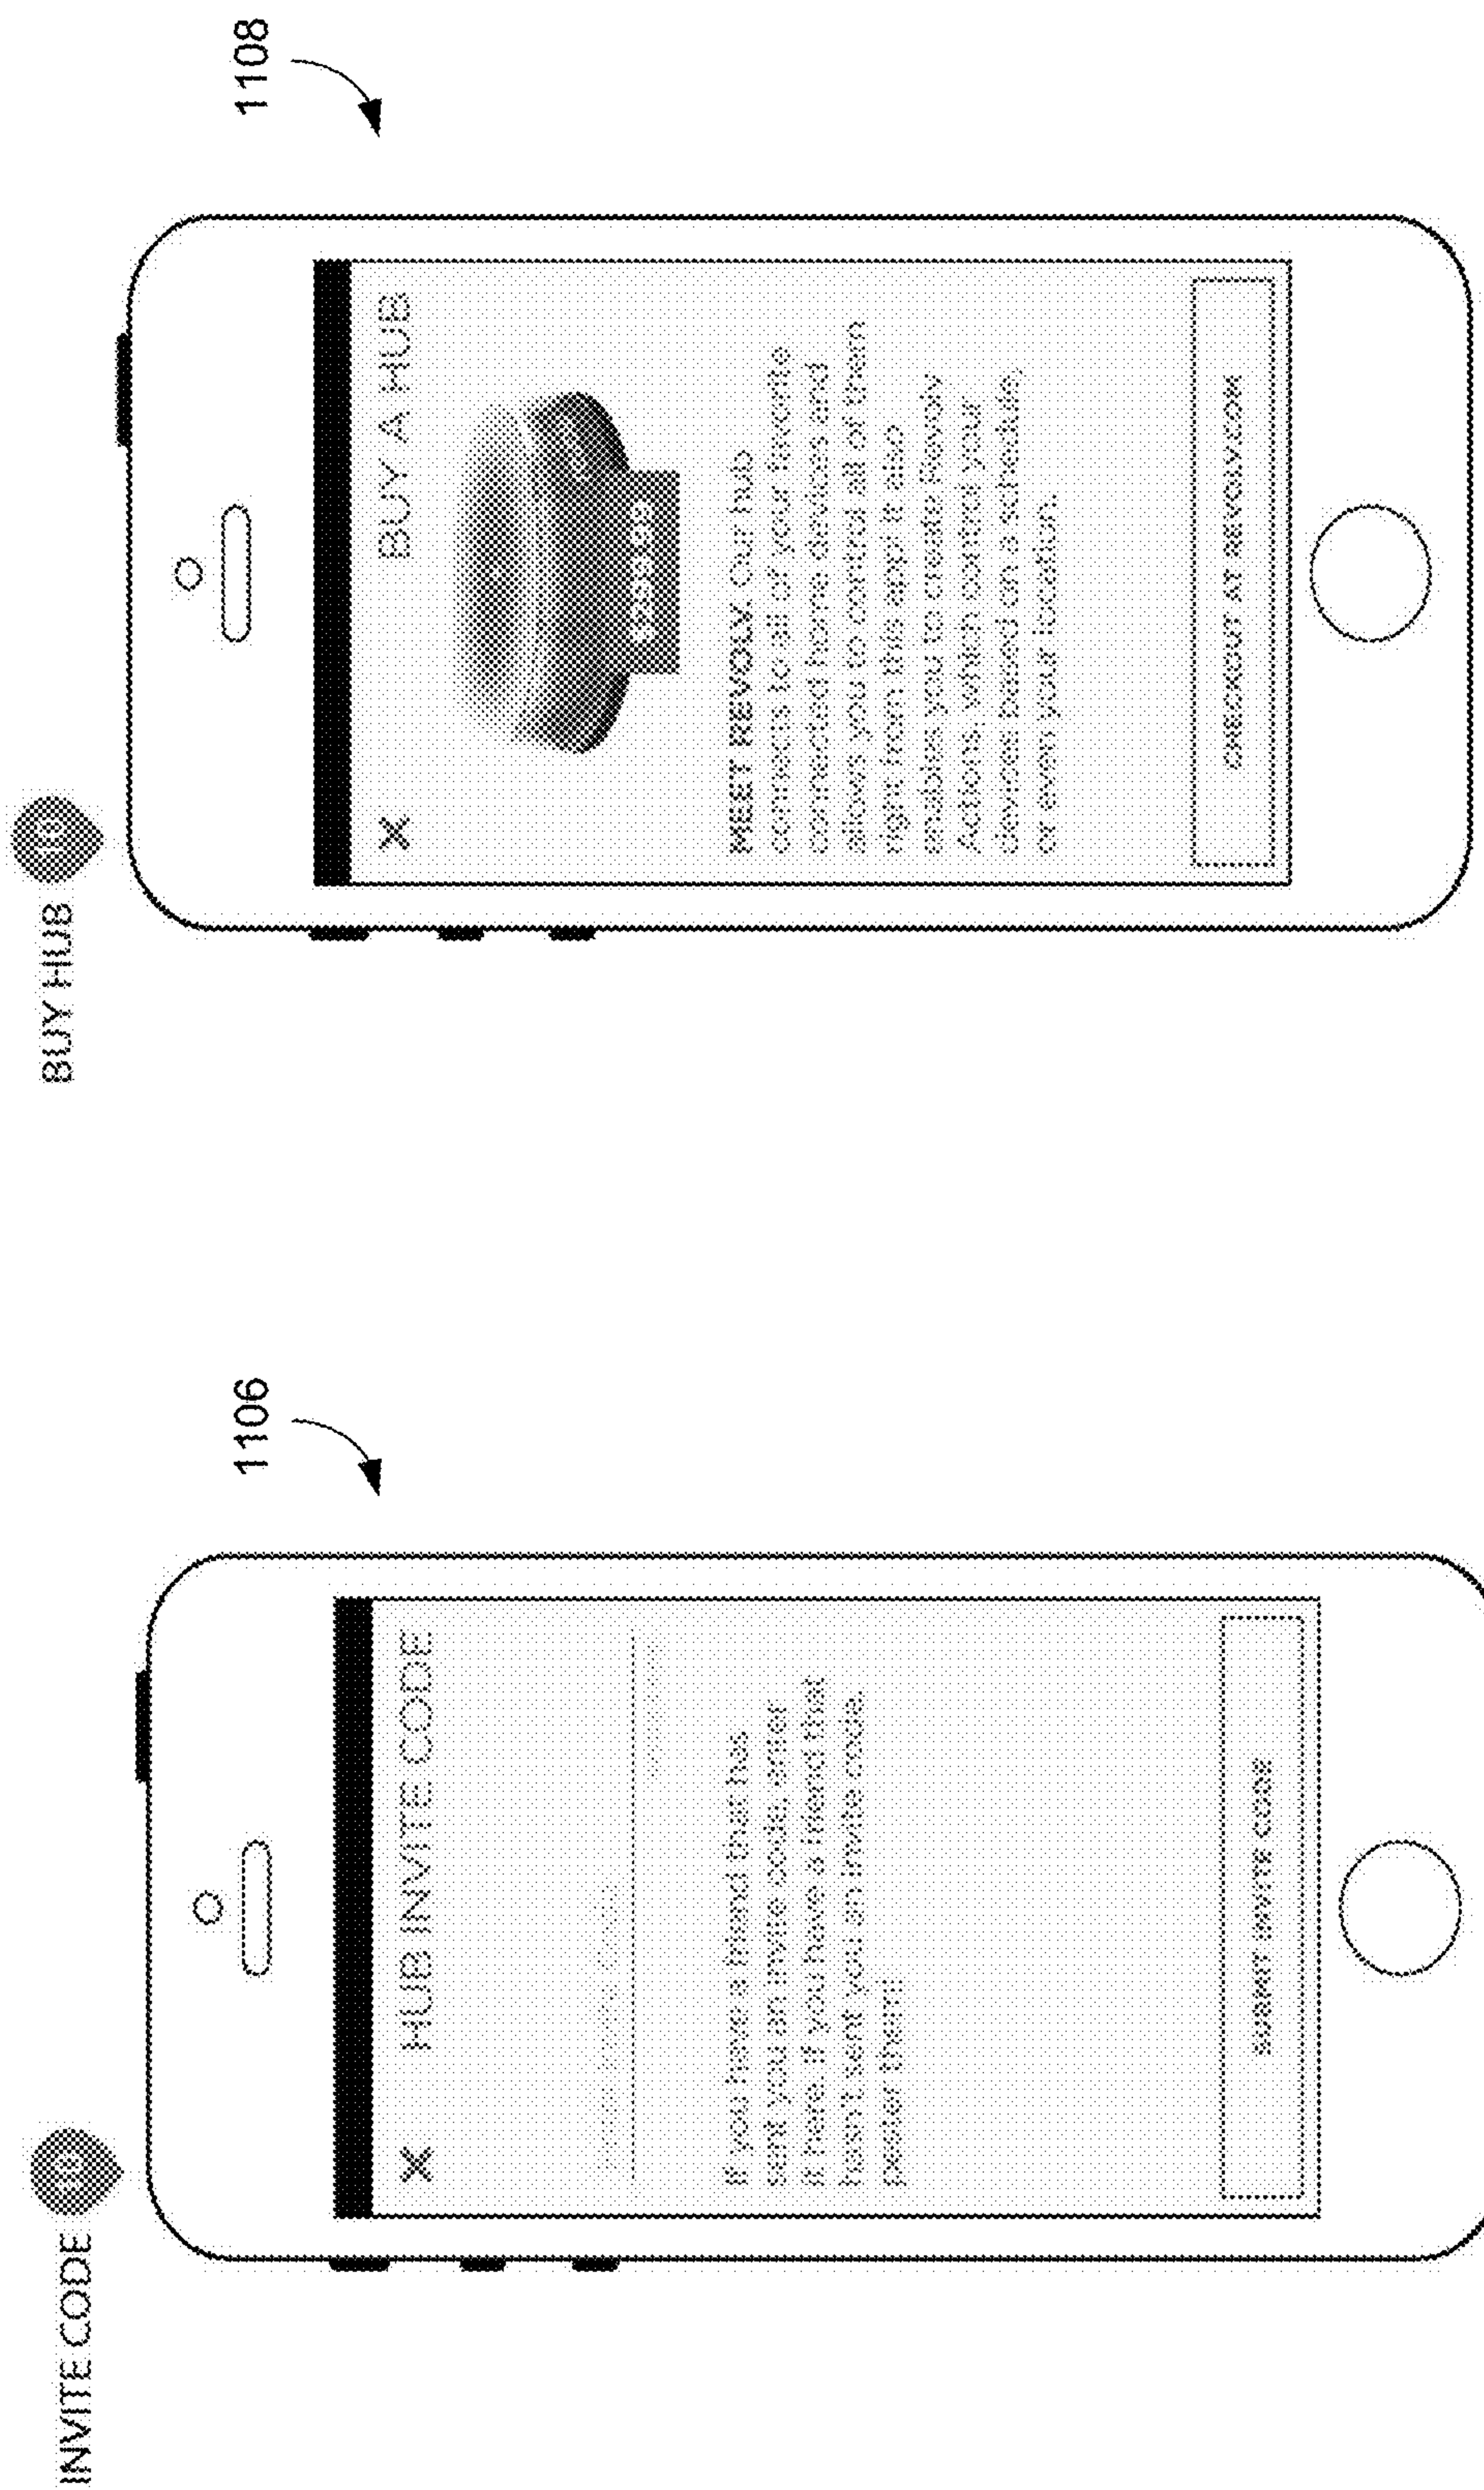 INVITE CODE
1106
HUB INVITE CODE
X
If you have a friend that has
sent you an invite code, enter
it here. If you have a friend that
hasn't sent you an invite code,
pester them!
SUBMIT INVITE CODE
BUY HUB
1108
BUY A HUB
X
MEET REVOLV. Our hub
connects to all of your favorite
connected home devices and
allows you to control all of them
right from this app! It also
enables you to create Revolv
Actions, which control your
devices based on a schedule,
or even your location.
CHECKOUT AT REVOLV.COM